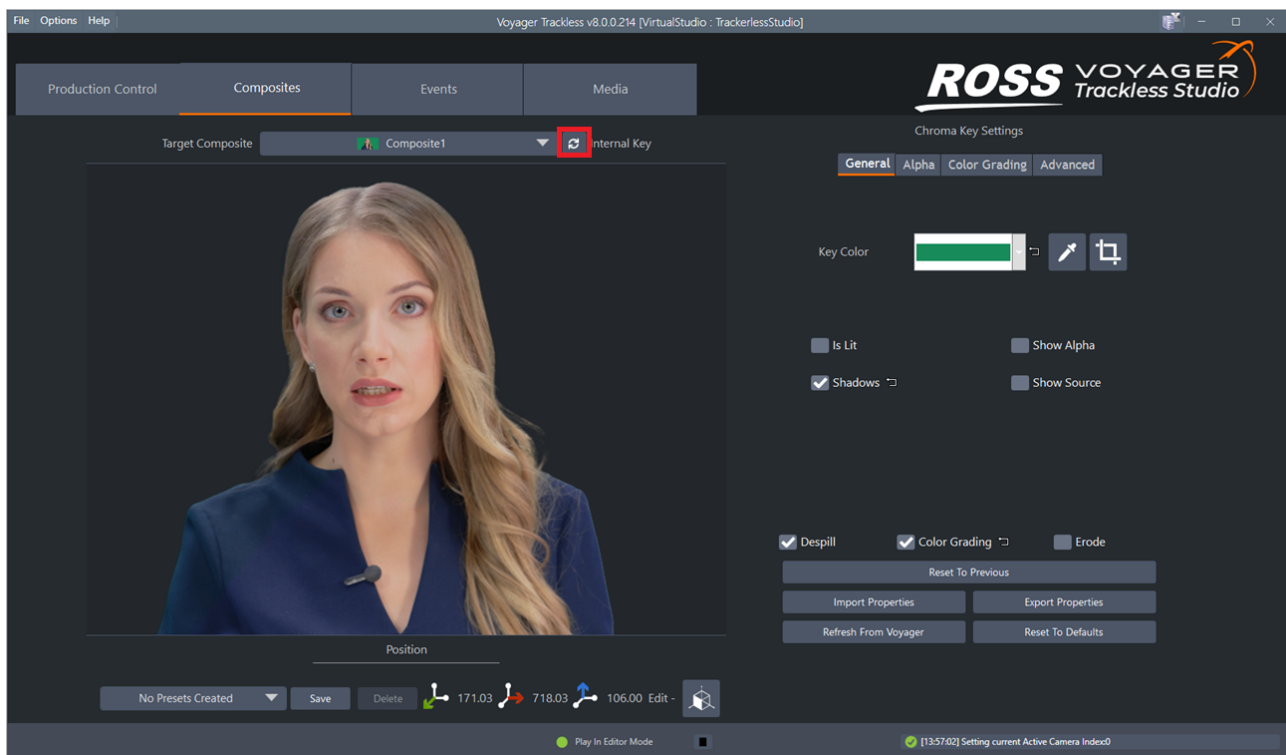 File Options Help
Voyager Trackless v8.0.0.214 [VirtualStudio : TrackerlessStudio]
Production Control
Composites
Events
Media
ROSS VOYAGER
Trackless Studio
Target Composite
Composite1
Internal Key
Chroma Key Settings
General Alpha Color Grading Advanced
Key Color
Is Lit
Show Alpha
Shadows
Show Source
Despill
Color Grading
Erode
Reset To Previous
Import Properties
Export Properties
Refresh From Voyager
Reset To Defaults
Position
No Presets Created
Save
Delete
171.03
718.03
106.00
Edit -
Play In Editor Mode
[13:57:02] Setting current Active Camera Index:0